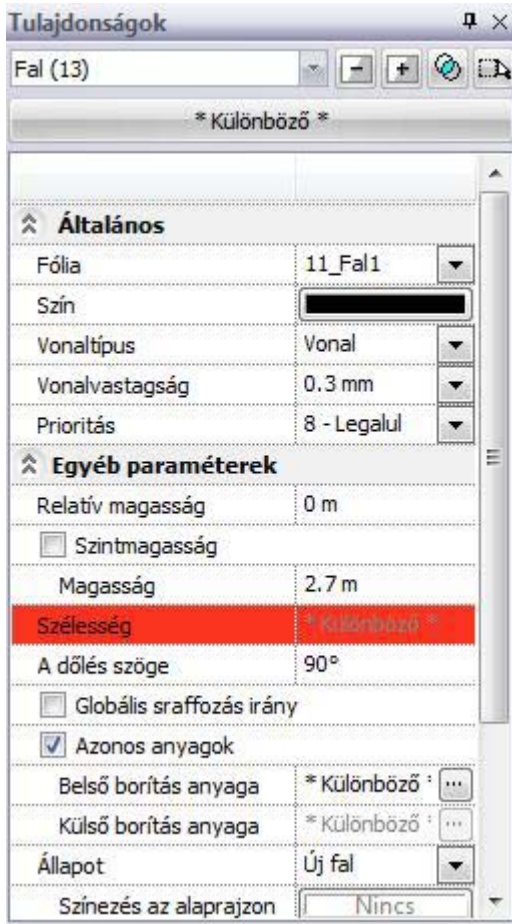 Tulajdonságok
Fal (13)
* Különböző *
Általános
Fólia 11_Fal1
Szín
Vonaltípus Vonal
Vonalvastagság 0.3 mm
Prioritás 8 - Legalul
Egyéb paraméterek
Relatív magasság 0 m
Szintmagasság
Magasság 2.7 m
Szélesség * Különböző *
A dőlés szöge 90°
Globális sraffozás irány
Azonos anyagok
Belső borítás anyaga * Különböző * ...
Külső borítás anyaga * Különböző * ...
Állapot Új fal
Színezés az alaprajzon Nincs